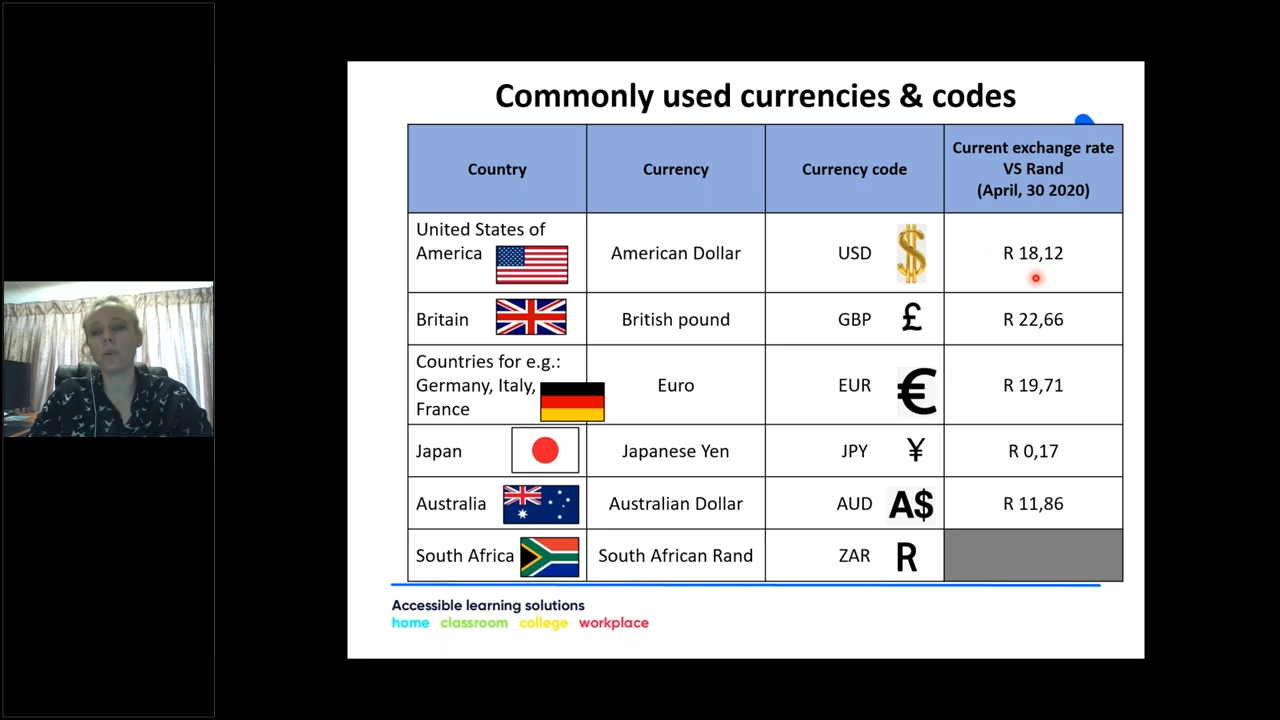 Commonly used currencies & codes
Country
Currency
Currency code
Current exchange rate
VS Rand
(April, 30 2020)
United States of
America
American Dollar
USD
$
R 18,12
Britain
British pound
GBP
£
R 22,66
Countries for e.g.:
Germany, Italy,
France
Euro
EUR
€
R 19,71
Japan
Japanese Yen
JPY
¥
R 0,17
Australia
Australian Dollar
AUD
A$
R 11,86
South Africa
South African Rand
ZAR
R
Accessible learning solutions
home classroom college workplace